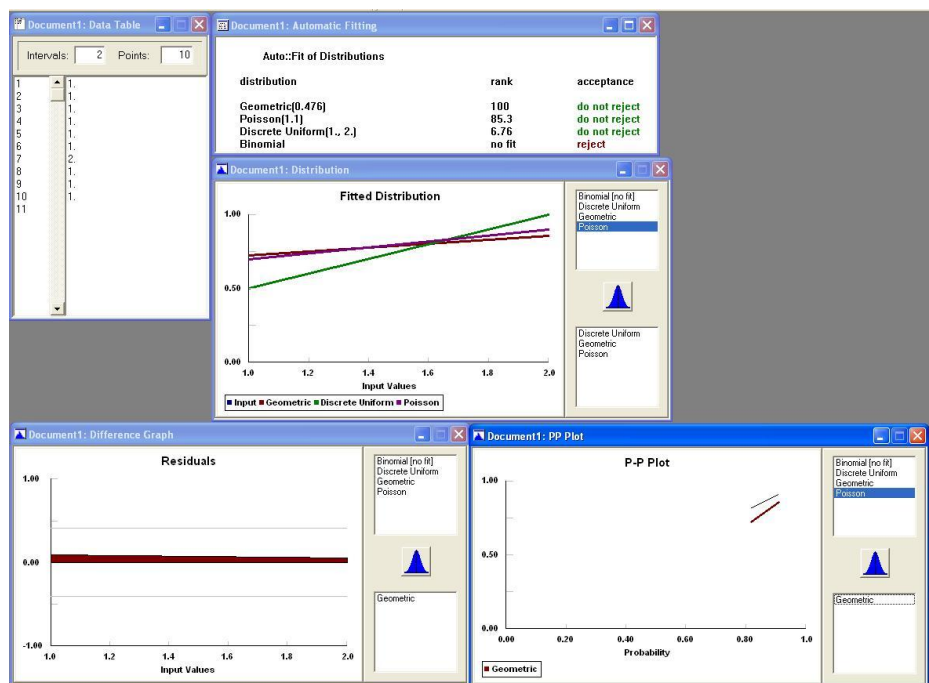 Document1: Data Table
Intervals: 2 Points: 10
1 1.
2 1.
3 1.
4 1.
5 1.
6 1.
7 2.
8 1.
9 1.
10 1.
11
Document1: Automatic Fitting
Auto::Fit of Distributions
distribution rank acceptance
Geometric(0.476) 100 do not reject
Poisson(1.1) 85.3 do not reject
Discrete Uniform(1., 2.) 6.76 do not reject
Binomial no fit reject
Document1: Distribution
Fitted Distribution
1.00
0.50
0.00
1.0 1.2 1.4 1.6 1.8 2.0
Input Values
Input Geometric Discrete Uniform Poisson
Binomial [no fit]
Discrete Uniform
Geometric
Poisson
Discrete Uniform
Geometric
Poisson
Document1: Difference Graph
Residuals
1.00
0.00
-1.00
1.0 1.2 1.4 1.6 1.8 2.0
Input Values
Binomial [no fit]
Discrete Uniform
Geometric
Poisson
Geometric
Document1: PP Plot
P-P Plot
1.00
0.50
0.00
0.00 0.20 0.40 0.60 0.80 1.0
Probability
Geometric
Binomial [no fit]
Discrete Uniform
Geometric
Poisson
Geometric